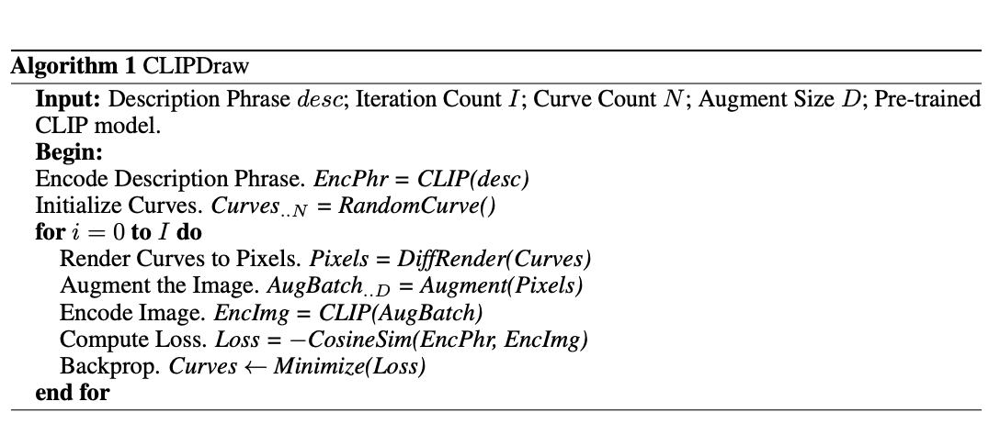 Algorithm 1 CLIPDraw
Input: Description Phrase desc; Iteration Count I; Curve Count N; Augment Size D; Pre-trained
CLIP model.
Begin:
Encode Description Phrase. EncPhr = CLIP(desc)
Initialize Curves. Curves..N = RandomCurve()
for i = 0 to I do
Render Curves to Pixels. Pixels = DiffRender(Curves)
Augment the Image. AugBatch..D = Augment(Pixels)
Encode Image. EncImg = CLIP(AugBatch)
Compute Loss. Loss = −CosineSim(EncPhr, EncImg)
Backprop. Curves ← Minimize(Loss)
end for